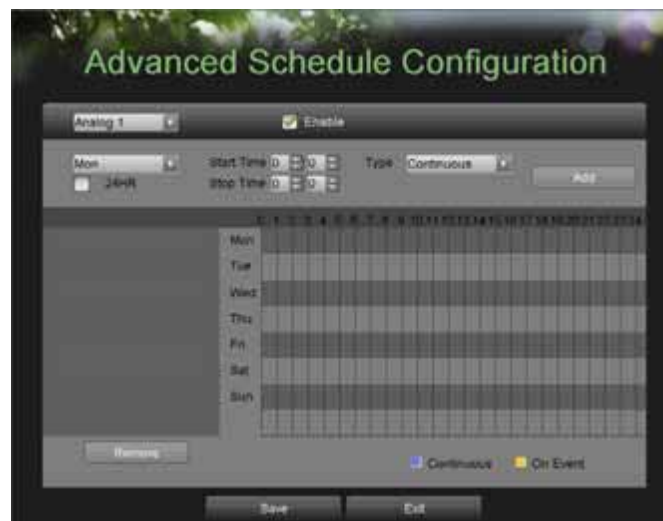 Advanced Schedule Configuration
Analog 1 Enable
Mon Start Time 0 0 Type Continuous Add
24HR Stop Time 0 0
0 1 2 3 4 5 6 7 8 9 10 11 12 13 14 15 16 17 18 19 20 21 22 23 24
Mon
Tue
Wed
Thu
Fri
Sat
Sun
Remove
Continuous On Event
Save Exit